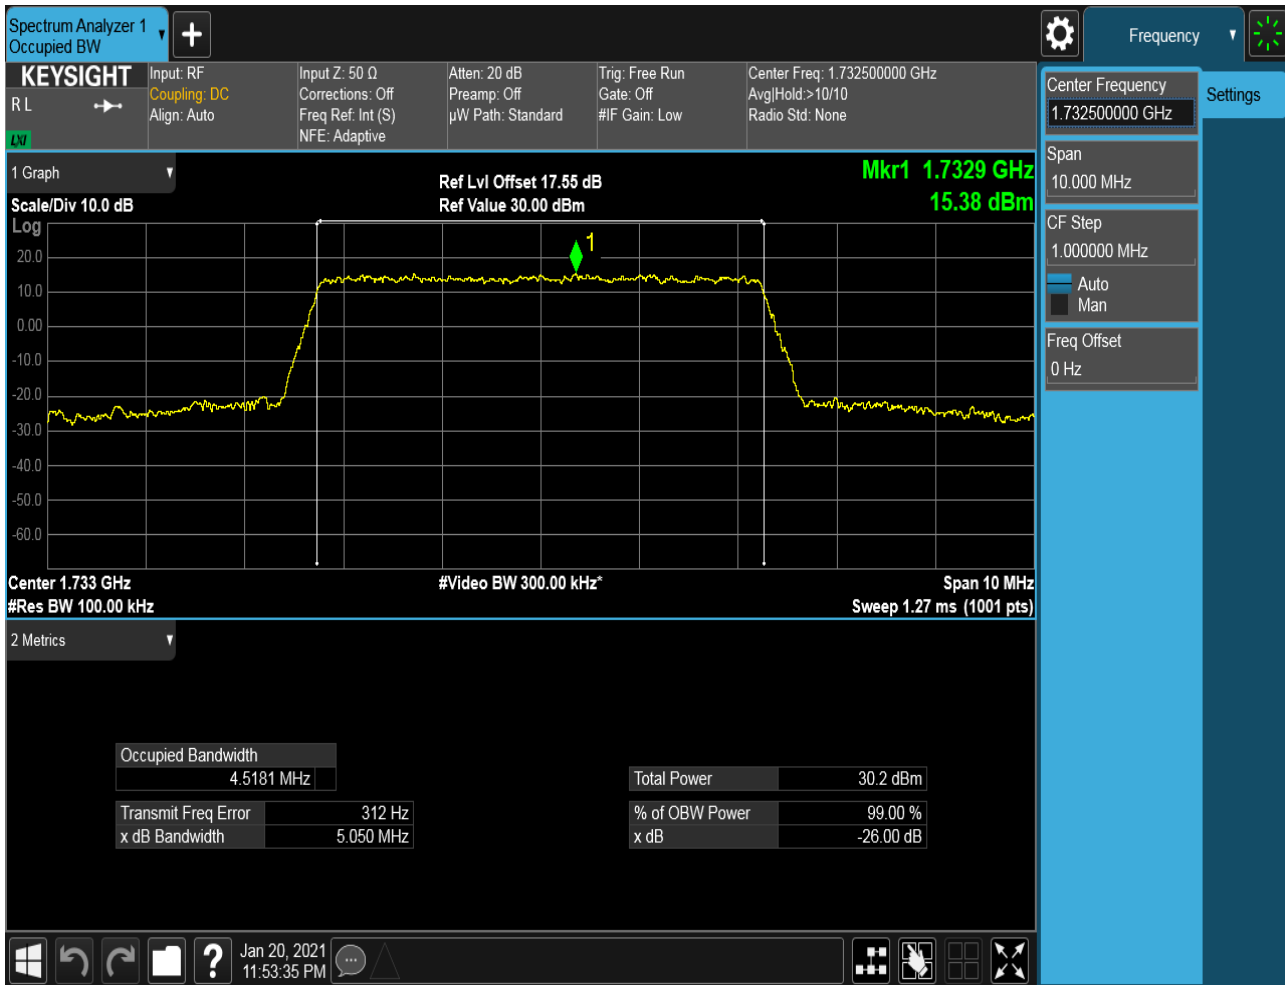 Spectrum Analyzer 1
Occupied BW
Frequency
KEYSIGHT
R L
LXI
Input: RF
Coupling: DC
Align: Auto
Input Z: 50 Ω
Corrections: Off
Freq Ref: Int (S)
NFE: Adaptive
Atten: 20 dB
Preamp: Off
µW Path: Standard
Trig: Free Run
Gate: Off
#IF Gain: Low
Center Freq: 1.732500000 GHz
Avg|Hold:>10/10
Radio Std: None
Center Frequency
1.732500000 GHz
Settings
Span
10.000 MHz
CF Step
1.000000 MHz
Auto
Man
Freq Offset
0 Hz
1 Graph
Scale/Div 10.0 dB
Ref Lvl Offset 17.55 dB
Ref Value 30.00 dBm
Mkr1 1.7329 GHz
15.38 dBm
Log
1
20.0
10.0
0.00
-10.0
-20.0
-30.0
-40.0
-50.0
-60.0
Center 1.733 GHz
#Res BW 100.00 kHz
#Video BW 300.00 kHz*
Span 10 MHz
Sweep 1.27 ms (1001 pts)
2 Metrics
Occupied Bandwidth
4.5181 MHz
Transmit Freq Error 312 Hz
x dB Bandwidth 5.050 MHz
Total Power 30.2 dBm
% of OBW Power 99.00 %
x dB -26.00 dB
?
Jan 20, 2021
11:53:35 PM